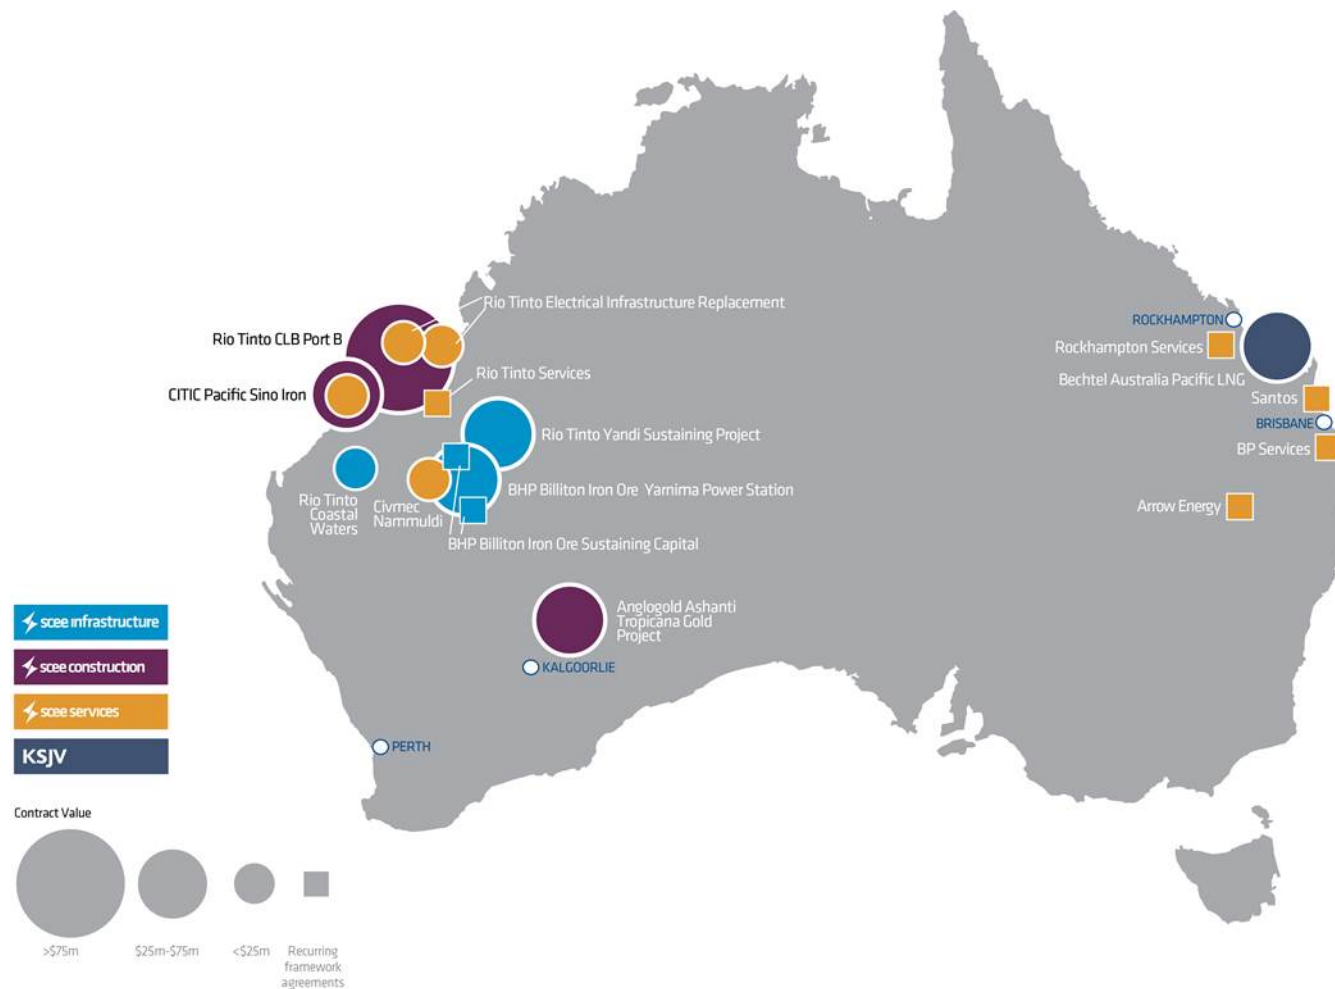 Rio Tinto Electrical Infrastructure Replacement
Rio Tinto CLB Port B
Rio Tinto Services
CITIC Pacific Sino Iron
Rio Tinto Yandi Sustaining Project
BHP Billiton Iron Ore Yarnima Power Station
Rio Tinto
Coastal
Waters
Civmec
Nammuldi
BHP Billiton Iron Ore Sustaining Capital
Anglogold Ashanti
Tropicana Gold
Project
KALGOORLIE
PERTH
ROCKHAMPTON
Rockhampton Services
Bechtel Australia Pacific LNG
Santos
BRISBANE
BP Services
Arrow Energy
scee infrastructure
scee construction
scee services
KSJV
Contract Value
>$75m
$25m-$75m
<$25m
Recurring
framework
agreements